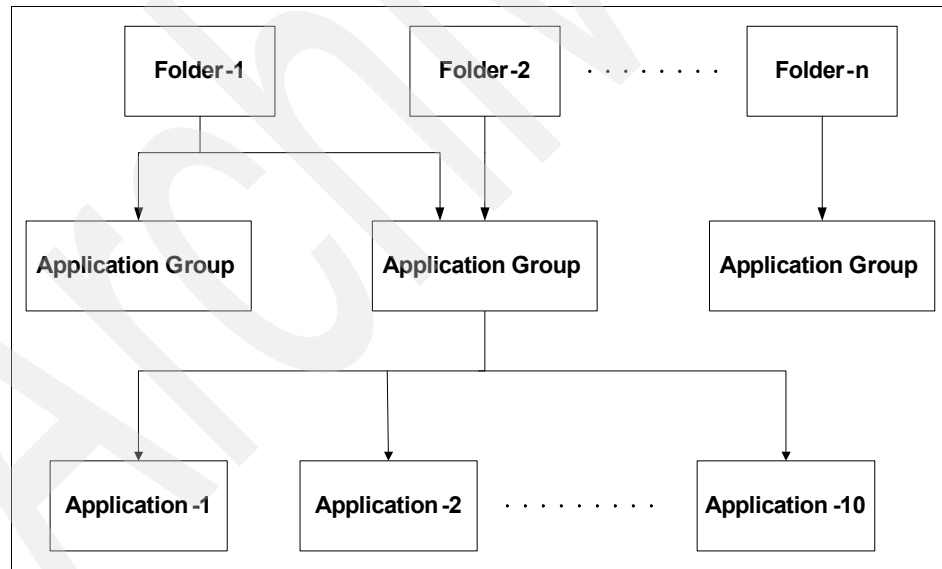 Folder-1
Folder-2
. . . . . . . .
Folder-n
Application Group
Application Group
Application Group
Application -1
Application -2
. . . . . . . . .
Application -10